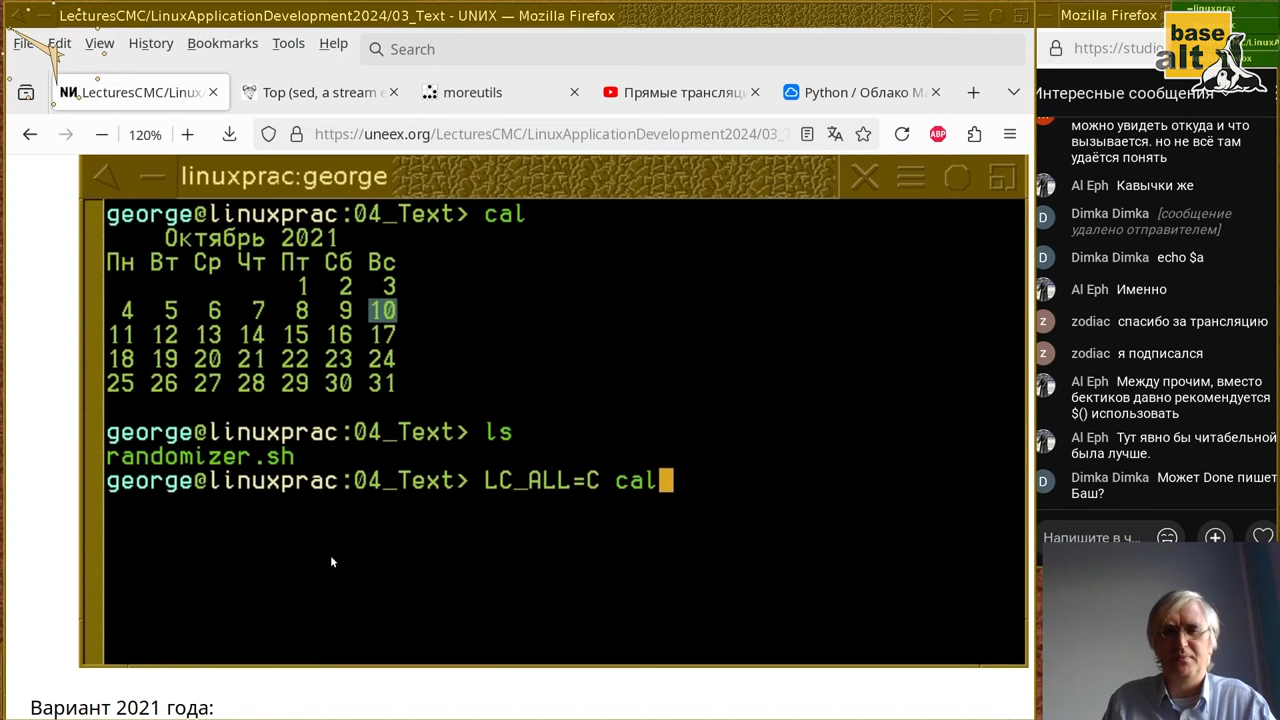 LecturesCMC/LinuxApplicationDevelopment2024/03_Text - UNИX — Mozilla Firefox
Mozilla Firefox
linuxprac
File Edit View History Bookmarks Tools Help
Search
https://studio
base
alt
LecturesCMC/Linux
Top (sed, a stream e
moreutils
Прямые трансляц
Python / Облако M
120%
https://uneex.org/LecturesCMC/LinuxApplicationDevelopment2024/03_T
ABP
linuxprac:george
george@linuxprac:04_Text> cal
Октябрь 2021
Пн Вт Ср Чт Пт Сб Вс
1 2 3
4 5 6 7 8 9 10
11 12 13 14 15 16 17
18 19 20 21 22 23 24
25 26 27 28 29 30 31
george@linuxprac:04_Text> ls
randomizer.sh
george@linuxprac:04_Text> LC_ALL=C cal
Вариант 2021 года:
Интересные сообщения
можно увидеть откуда и что
вызывается. но не всё там
удаётся понять
Al Eph Кавычки же
Dimka Dimka [сообщение
удалено отправителем]
Dimka Dimka echo $a
Al Eph Именно
zodiac спасибо за трансляцию
zodiac я подписался
Al Eph Между прочим, вместо
бектиков давно рекомендуется
$() использовать
Al Eph Тут явно бы читабельной
была лучше.
Dimka Dimka Может Done пишет
Баш?
Напишите в ч...